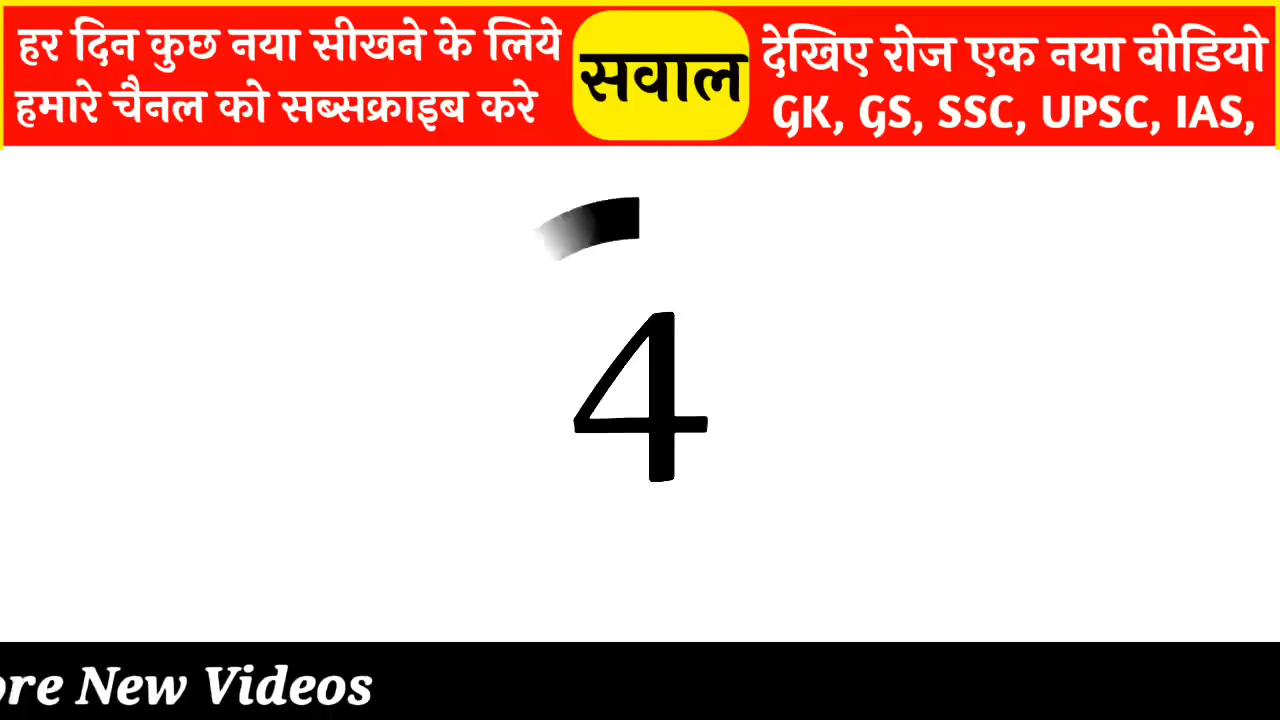 हर दिन कुछ नया सीखने के लिये
हमारे चैनल को सब्सक्राइब करे
सवाल
देखिए रोज एक नया वीडियो
GK, GS, SSC, UPSC, IAS,
4
New Videos